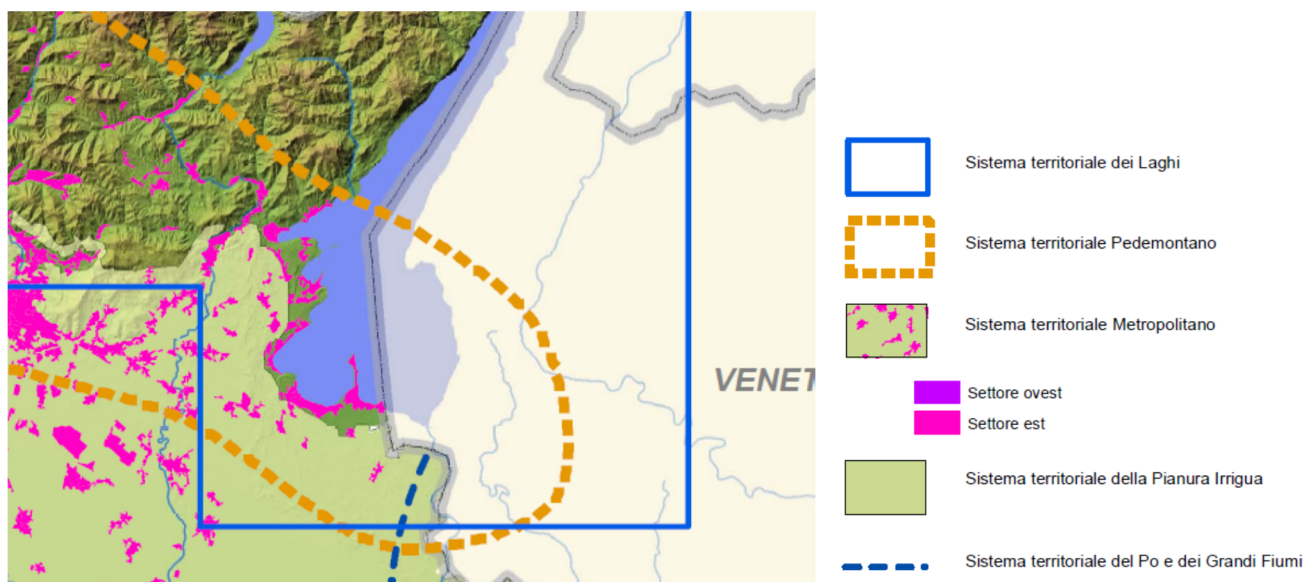 VENET
Sistema territoriale dei Laghi
Sistema territoriale Pedemontano
Sistema territoriale Metropolitano
Settore ovest
Settore est
Sistema territoriale della Pianura Irrigua
Sistema territoriale del Po e dei Grandi Fiumi